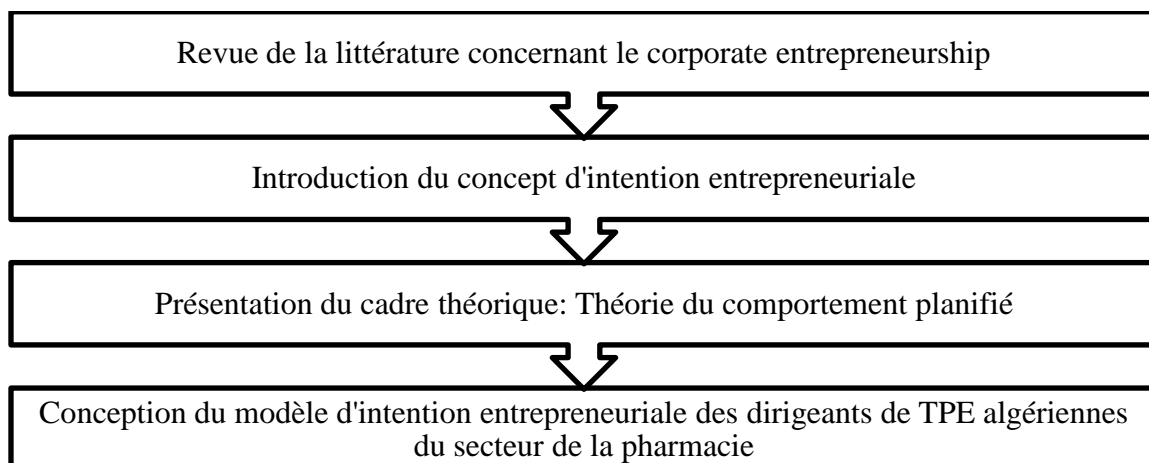 Revue de la littérature concernant le corporate entrepreneurship
Introduction du concept d'intention entrepreneuriale
Présentation du cadre théorique: Théorie du comportement planifié
Conception du modèle d'intention entrepreneuriale des dirigeants de TPE algériennes
du secteur de la pharmacie